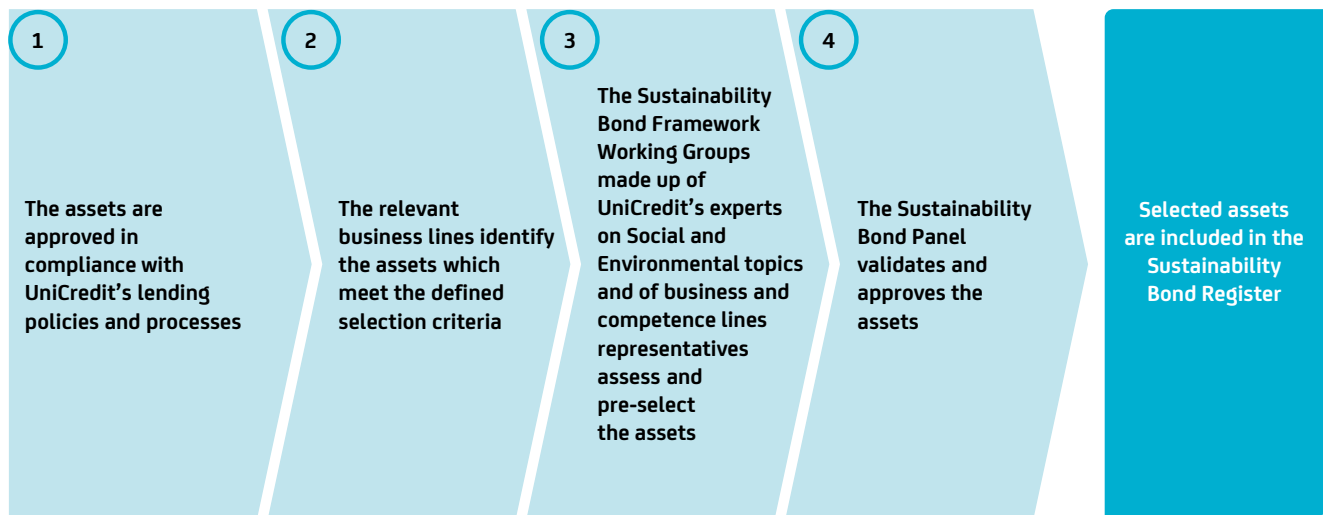 1
The assets are
approved in
compliance with
UniCredit's lending
policies and processes
2
The relevant
business lines identify
the assets which
meet the defined
selection criteria
3
The Sustainability
Bond Framework
Working Groups
made up of
UniCredit's experts
on Social and
Environmental topics
and of business and
competence lines
representatives
assess and
pre-select
the assets
4
The Sustainability
Bond Panel
validates and
approves the
assets
Selected assets
are included in the
Sustainability
Bond Register